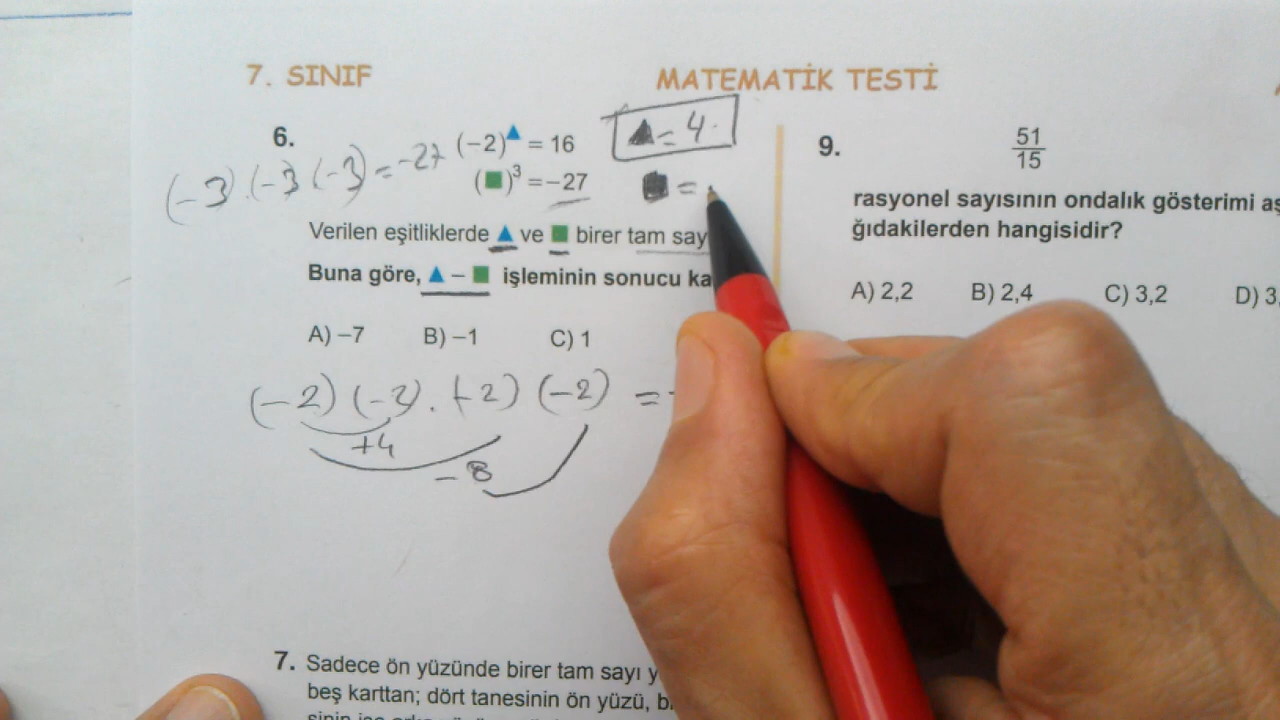 7. SINIF
MATEMATİK TESTİ
6.
(-3).(-3(-3)=-27
(−2)▲ = 16
(■)³ =−27
▲=4.
■=
Verilen eşitliklerde ▲ ve ■ birer tam say
Buna göre, ▲ − ■ işleminin sonucu ka
A) −7 B) −1 C) 1
(-2)(-2).(-2)(-2) =
+4
-8
7. Sadece ön yüzünde birer tam sayı y
beş karttan; dört tanesinin ön yüzü, b
9.
51
15
rasyonel sayısının ondalık gösterimi aş
ğıdakilerden hangisidir?
A) 2,2 B) 2,4 C) 3,2 D) 3,